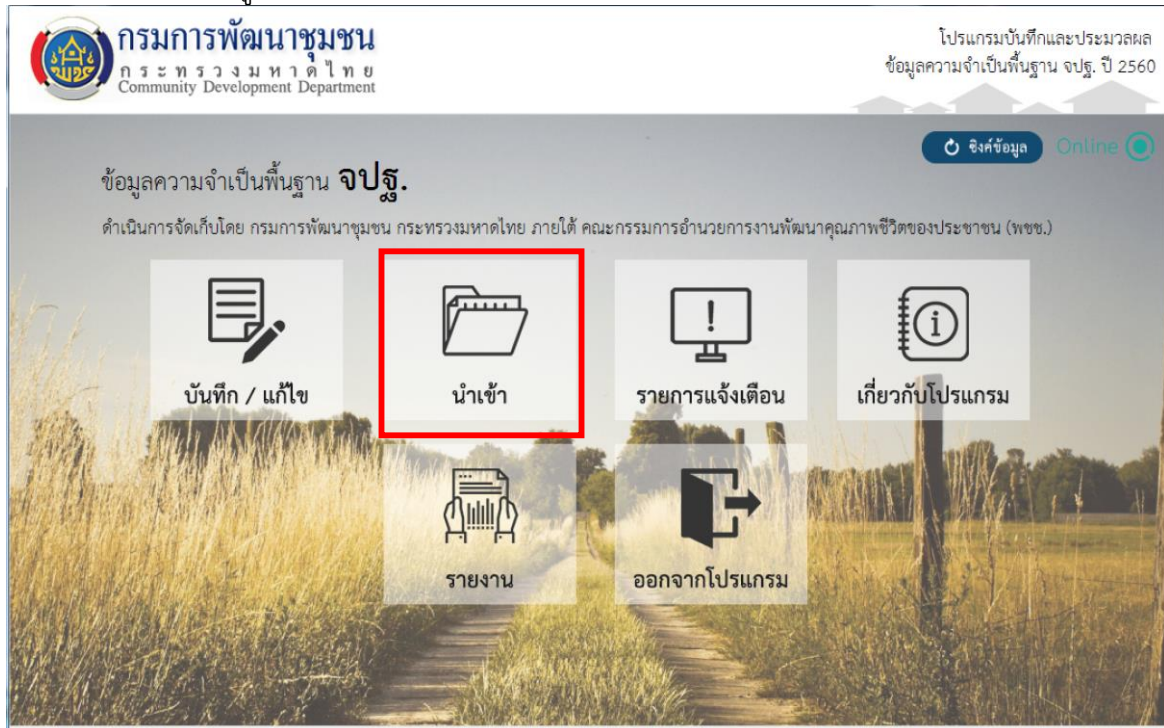 กรมการพัฒนาชุมชน
กระทรวงมหาดไทย
Community Development Department
โปรแกรมบันทึกและประมวลผล
ข้อมูลความจำเป็นพื้นฐาน จปฐ. ปี 2560
ซิงค์ข้อมูล Online
ข้อมูลความจำเป็นพื้นฐาน จปฐ.
ดำเนินการจัดเก็บโดย กรมการพัฒนาชุมชน กระทรวงมหาดไทย ภายใต้ คณะกรรมการอำนวยการงานพัฒนาคุณภาพชีวิตของประชาชน (พชช.)
บันทึก / แก้ไข
นำเข้า
รายการแจ้งเตือน
เกี่ยวกับโปรแกรม
รายงาน
ออกจากโปรแกรม